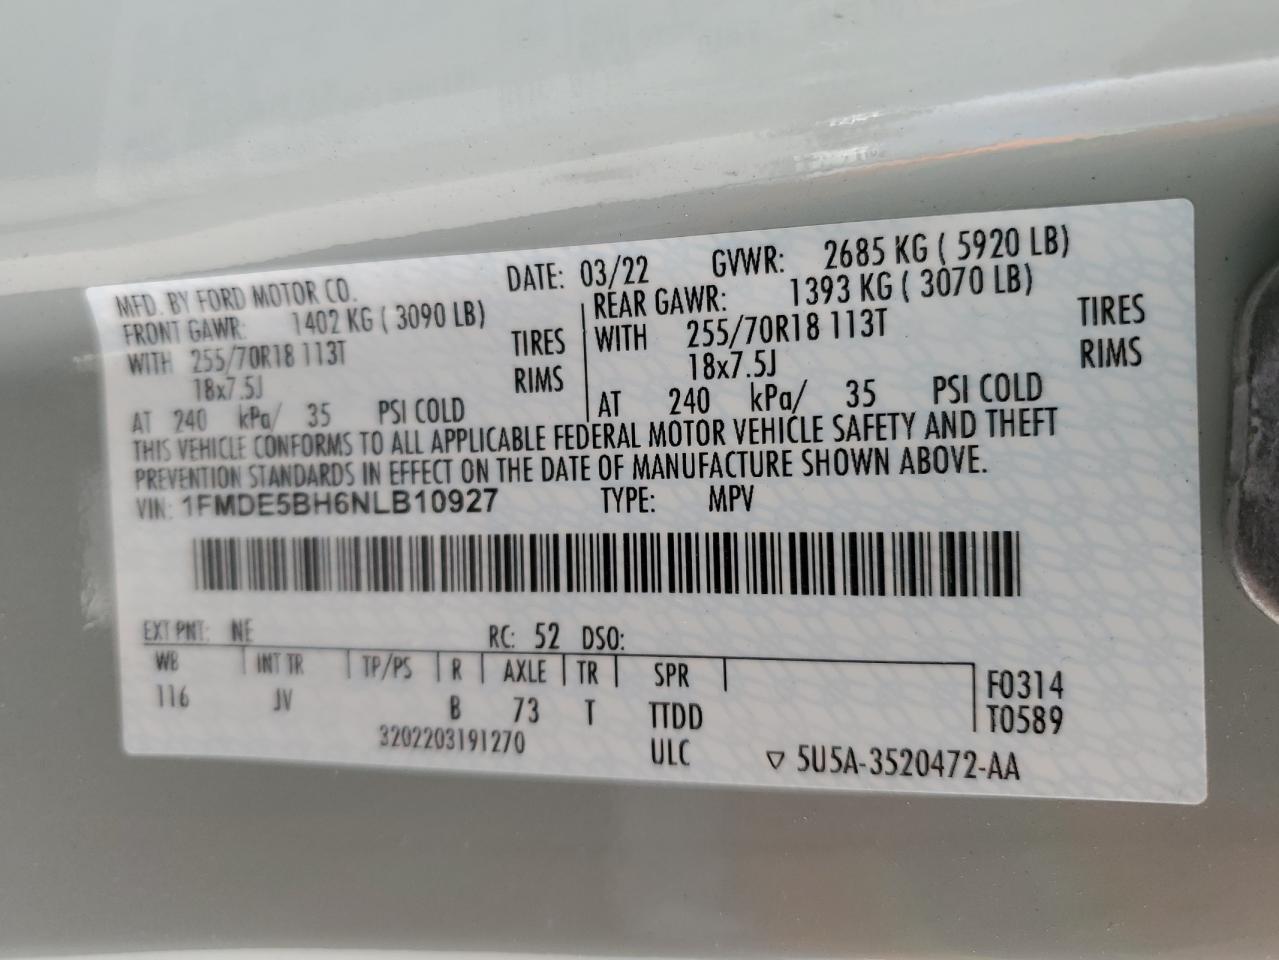 MFD. BY FORD MOTOR CO. DATE: 03/22 GVWR: 2685 KG ( 5920 LB)
FRONT GAWR: 1402 KG ( 3090 LB) REAR GAWR: 1393 KG ( 3070 LB)
WITH 255/70R18 113T TIRES WITH 255/70R18 113T TIRES
18x7.5J RIMS 18x7.5J RIMS
AT 240 kPa/ 35 PSI COLD AT 240 kPa/ 35 PSI COLD
THIS VEHICLE CONFORMS TO ALL APPLICABLE FEDERAL MOTOR VEHICLE SAFETY AND THEFT
PREVENTION STANDARDS IN EFFECT ON THE DATE OF MANUFACTURE SHOWN ABOVE.
VIN: 1FMDE5BH6NLB10927 TYPE: MPV
EXT PNT: NE RC: 52 DSO:
WB INT TR TP/PS R AXLE TR SPR F0314
116 JV B 73 T TTDD T0589
3202203191270 ULC ▽ 5U5A-3520472-AA